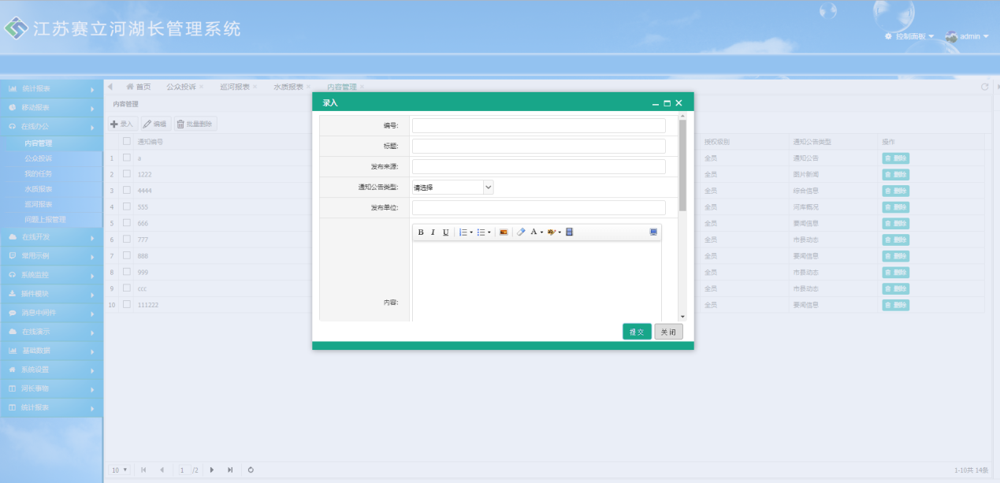 江苏赛立河湖长管理系统
控制面板 admin
统计报表
移动报表
在线办公
内容管理
公众投诉
我的任务
水质报表
巡河报表
问题上报管理
在线开发
常用示例
系统监控
插件模块
消息中间件
在线演示
基础数据
系统设置
河长事物
统计报表
首页 公众投诉 巡河报表 水质报表 内容管理
内容管理
录入 编辑 批量删除
通知编号 授权级别 通知公告类型 操作
1 a 全员 通知公告 删除
2 1222 全员 图片新闻 删除
3 4444 全员 综合信息 删除
4 555 全员 河库概况 删除
5 666 全员 要闻信息 删除
6 777 全员 市县动态 删除
7 888 全员 要闻信息 删除
8 999 全员 市县动态 删除
9 ccc 全员 市县动态 删除
10 111222 全员 要闻信息 删除
录入
编号:
标题:
发布来源:
通知公告类型: 请选择
发布单位:
B I U A
内容:
提交 关闭
10 1 /2 1-10共 14条